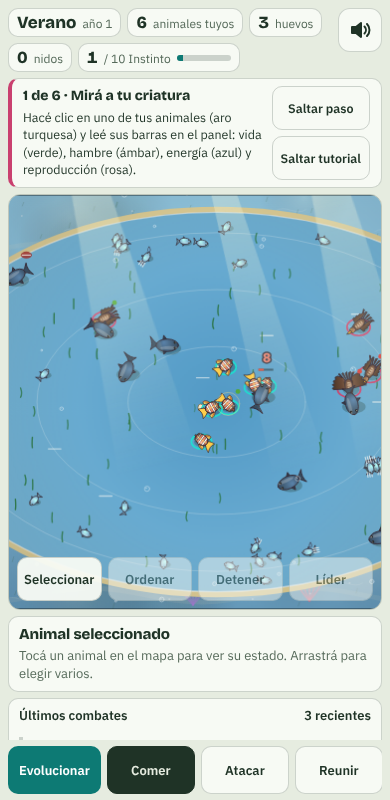 Verano año 1
6 animales tuyos
3 huevos
0 nidos
1 / 10 Instinto
1 de 6 · Mirá a tu criatura
Hacé clic en uno de tus animales (aro
turquesa) y leé sus barras en el panel: vida
(verde), hambre (ámbar), energía (azul) y
reproducción (rosa).
Saltar paso
Saltar tutorial
8
Seleccionar
Ordenar
Detener
Líder
Animal seleccionado
Tocá un animal en el mapa para ver su estado. Arrastrá para
elegir varios.
Últimos combates
3 recientes
Evolucionar
Comer
Atacar
Reunir